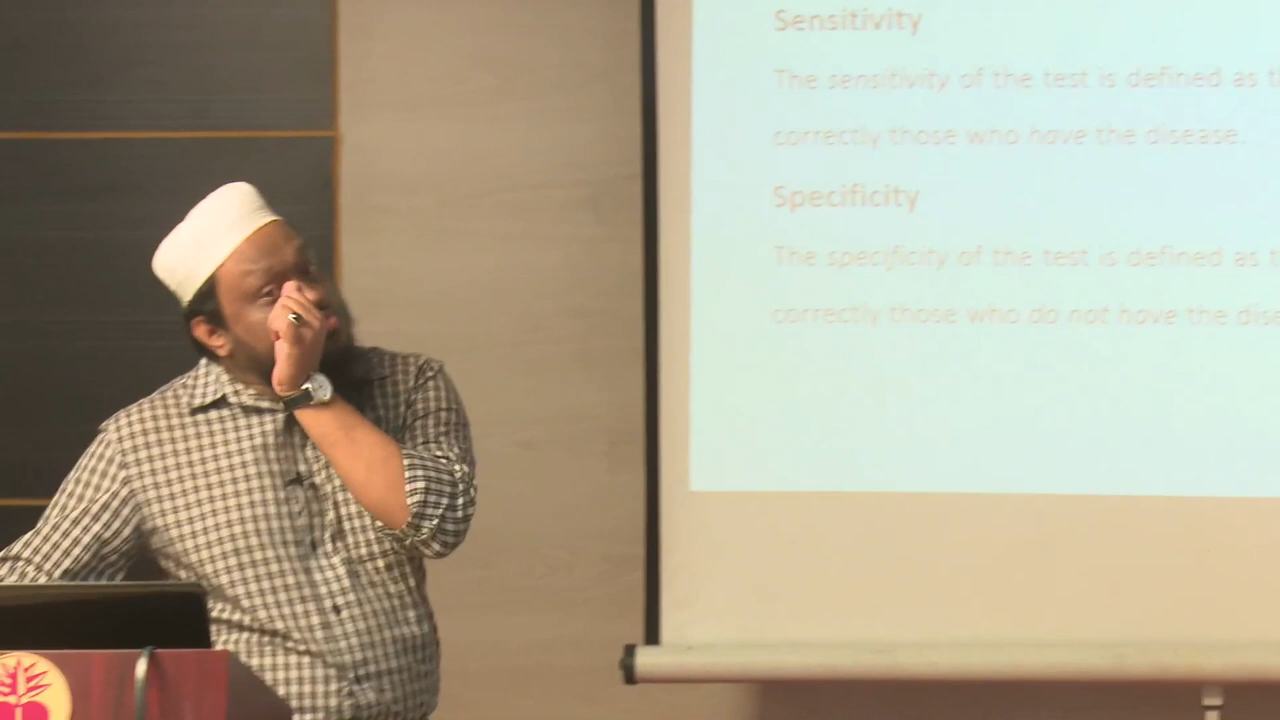 Sensitivity
The sensitivity of the test is defined as
correctly those who have the disease.
Specificity
The specificity of the test is defined as
correctly those who do not have the